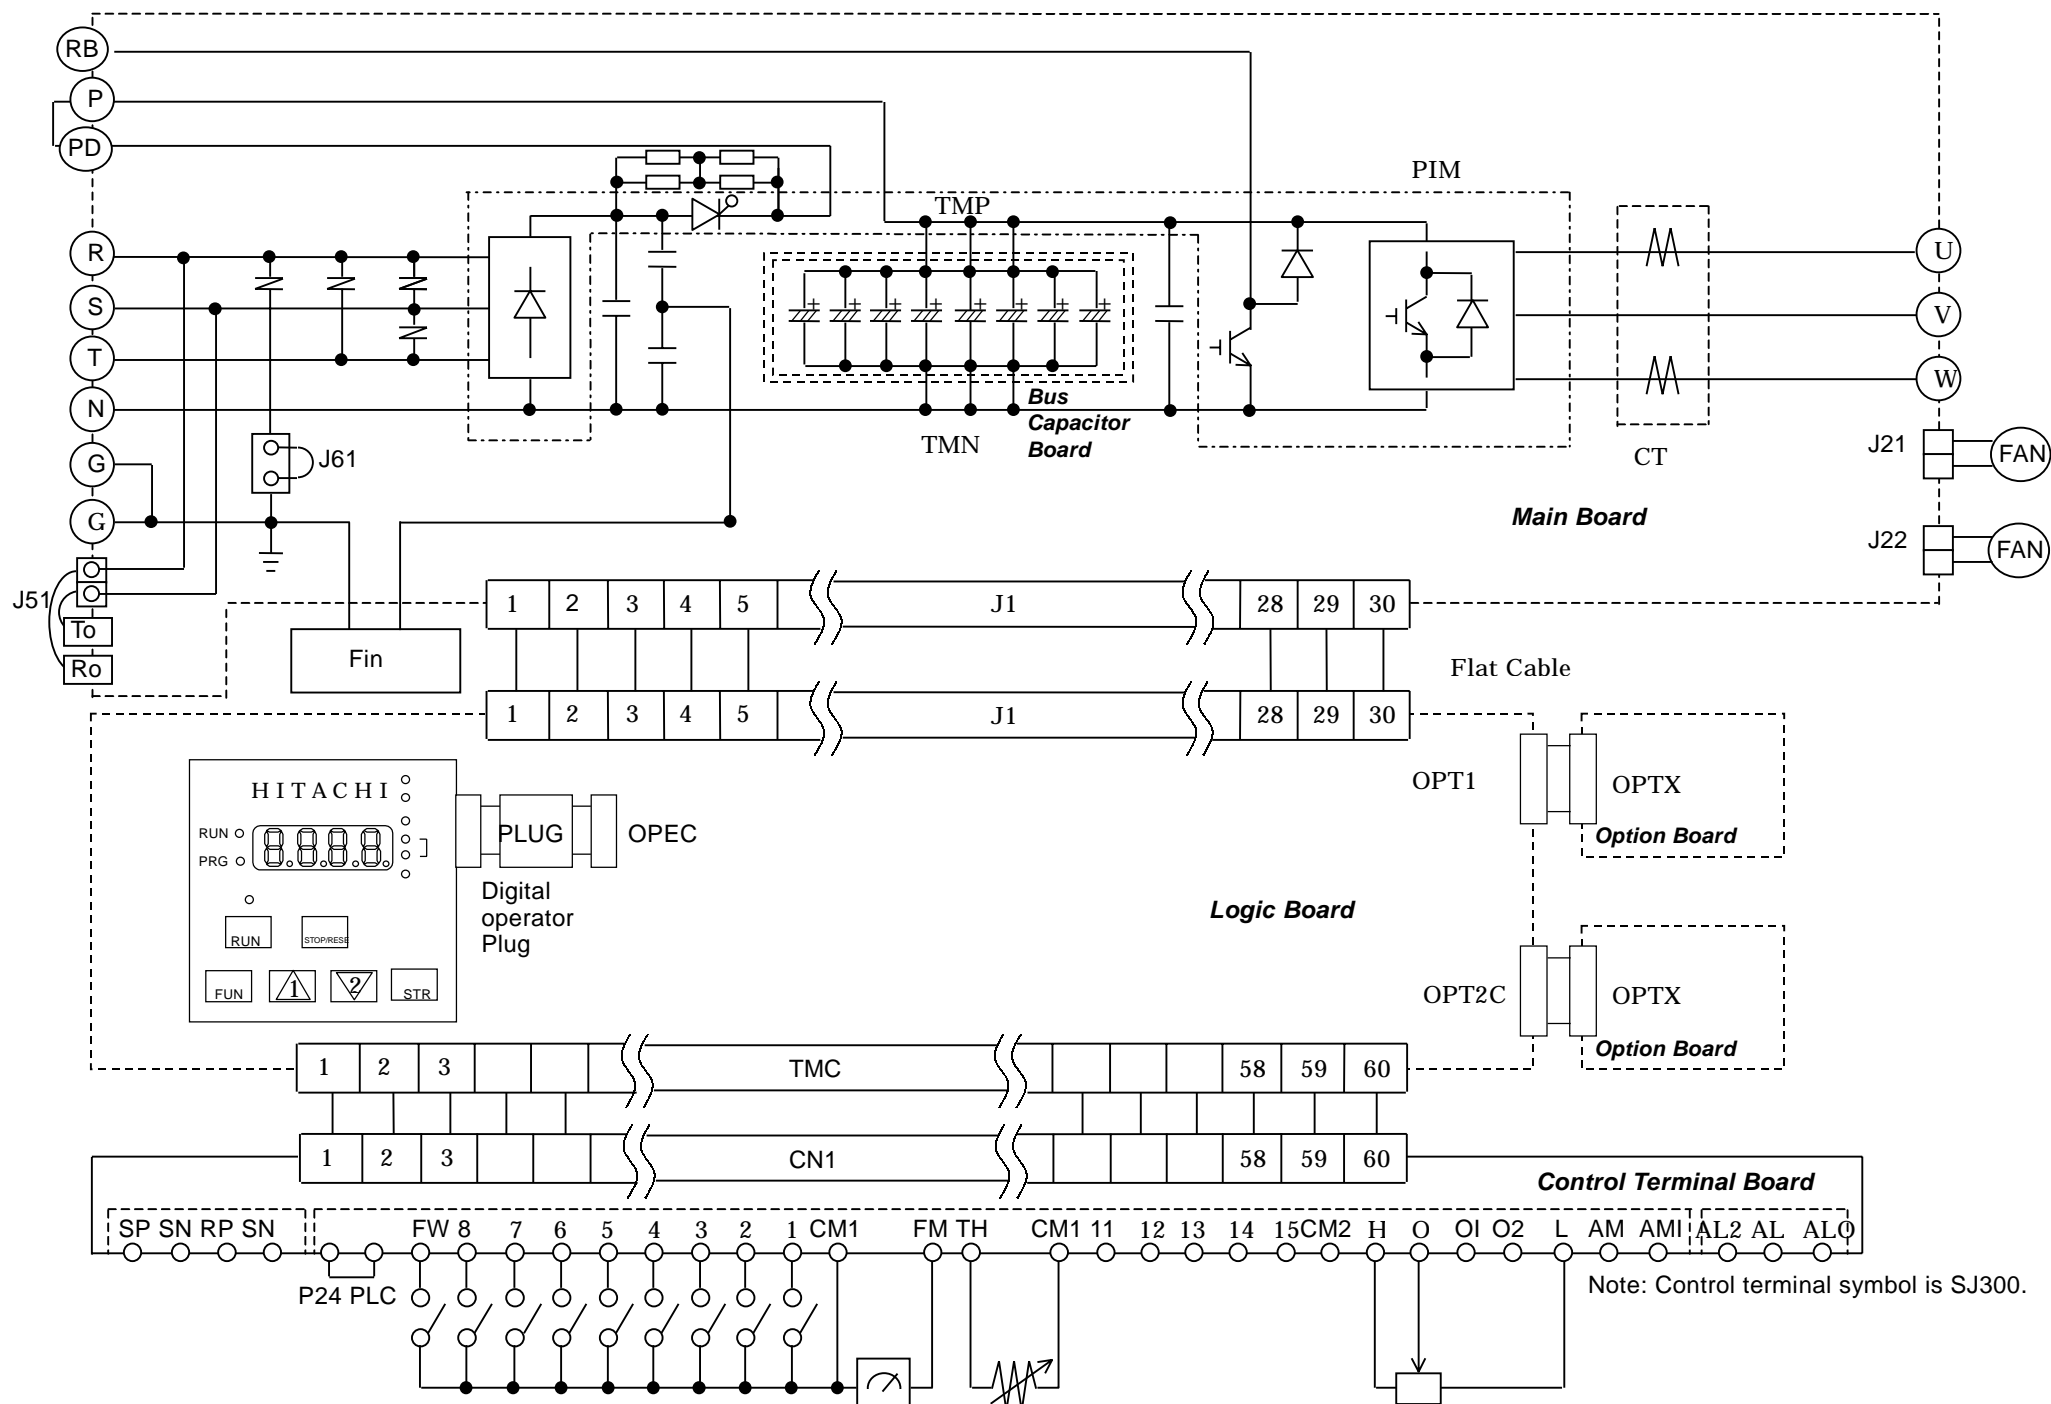 RB
P
PD
PIM
TMP
R
U
S
V
T
W
N
Bus
Capacitor
Board
TMN
J21
FAN
CT
G
J61
G
Main Board
J22
FAN
J51
1 2 3 4 5 J1 28 29 30
To
Fin
Ro
Flat Cable
1 2 3 4 5 J1 28 29 30
HITACHI
OPT1
OPTX
RUN
8.8.8.8.
PLUG
OPEC
Option Board
PRG
Digital
operator
Plug
Logic Board
RUN
STOP/RESE
FUN
1
2
STR
OPT2C
OPTX
Option Board
1 2 3 TMC 58 59 60
1 2 3 CN1 58 59 60
Control Terminal Board
SP SN RP SN FW 8 7 6 5 4 3 2 1 CM1 FM TH CM1 11 12 13 14 15 CM2 H O OI O2 L AM AMI AL2 AL ALO
P24 PLC
Note: Control terminal symbol is SJ300.